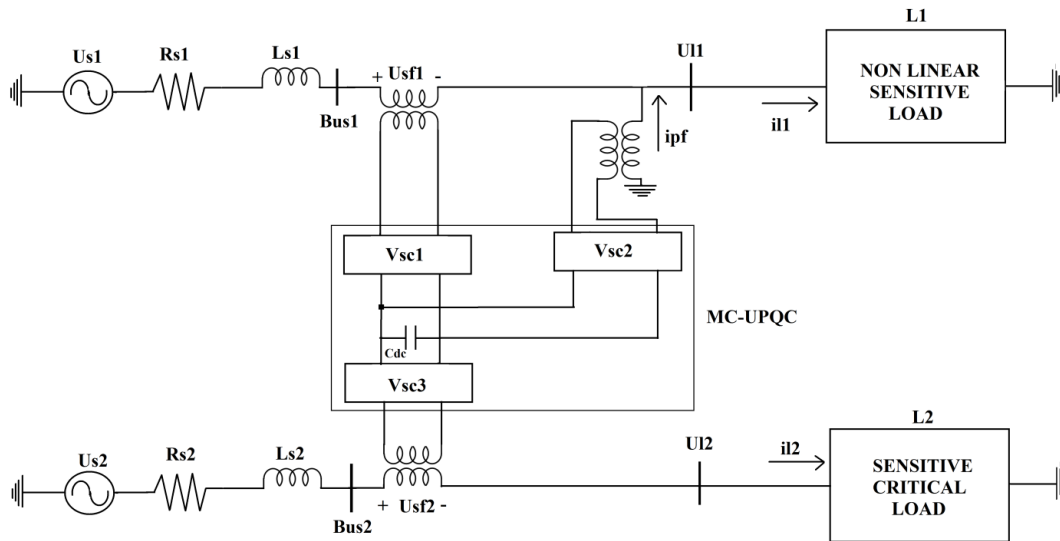 L1
Us1
Rs1
Ls1
+ Usf1 -
Ul1
Bus1
ipf
il1
NON LINEAR
SENSITIVE
LOAD
Vsc1
Vsc2
MC-UPQC
Cdc
Vsc3
L2
Us2
Rs2
Ls2
Ul2
il2
Bus2
+ Usf2 -
SENSITIVE
CRITICAL
LOAD